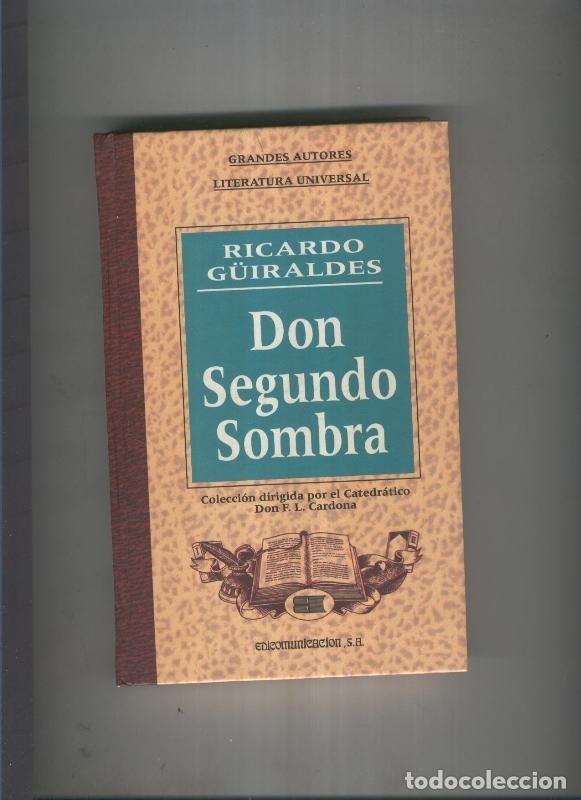 GRANDES AUTORES
LITERATURA UNIVERSAL
RICARDO
GÜIRALDES
Don
Segundo
Sombra
Colección dirigida por el Catedrático
Don F. L. Cardona
EDICOMUNICACION, S.A.
todocoleccion